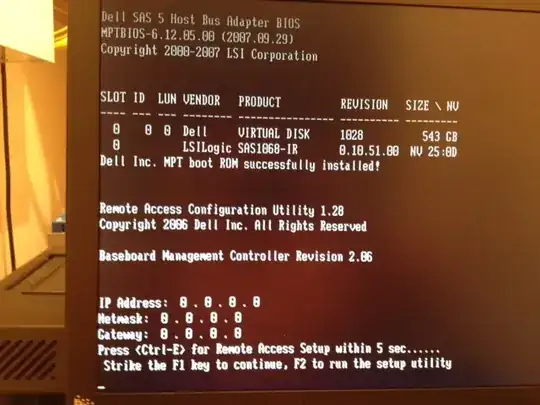 Dell SAS 5 Host Bus Adapter BIOS
MPTBIOS-6.12.05.00 (2007.09.29)
Copyright 2000-2007 LSI Corporation
SLOT ID LUN VENDOR PRODUCT REVISION SIZE \ NV
---- --- --- -------- ---------------- ---------- ---------
0 0 0 Dell VIRTUAL DISK 1028 543 GB
0 LSILogic SAS1068-IR 0.10.51.00 NV 25:0D
Dell Inc. MPT boot ROM successfully installed!
Remote Access Configuration Utility 1.28
Copyright 2006 Dell Inc. All Rights Reserved
Baseboard Management Controller Revision 2.06
IP Address: 0 . 0 . 0 . 0
Netmask: 0 . 0 . 0 . 0
Gateway: 0 . 0 . 0 . 0
Press <Ctrl-E> for Remote Access Setup within 5 sec......
Strike the F1 key to continue, F2 to run the setup utility
_